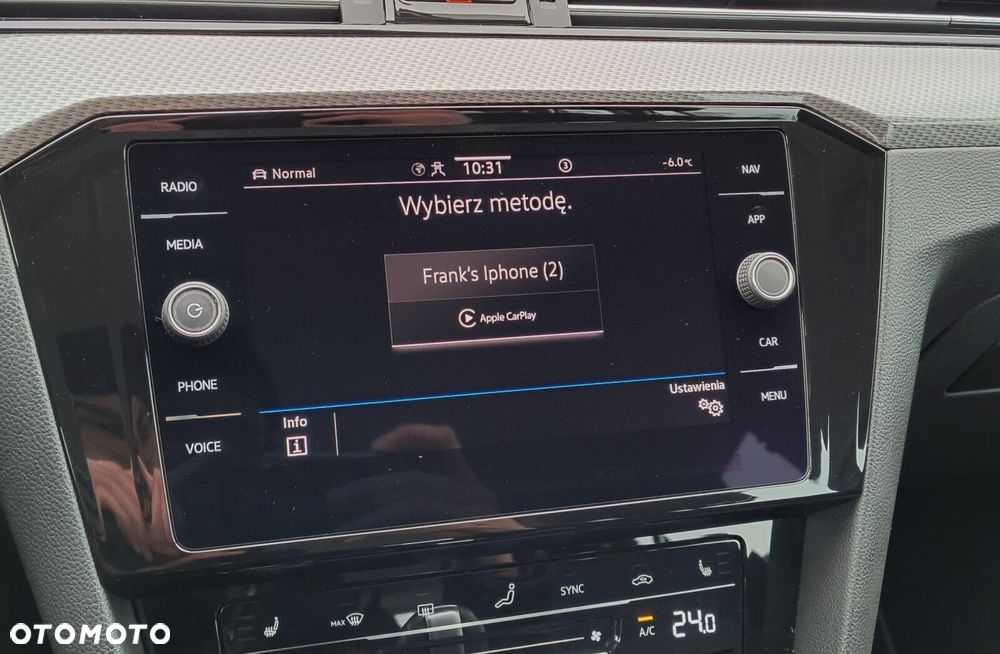 Normal 10:31 3 -6.0°C
RADIO
MEDIA
PHONE
VOICE
Wybierz metodę.
Frank's Iphone (2)
Apple CarPlay
Info
i
Ustawienia
NAV
APP
CAR
MENU
MAX
SYNC
A/C
24.0
OTOMOTO